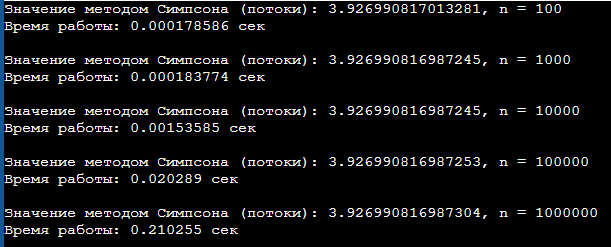 Значение методом Симпсона (потоки): 3.926990817013281, n = 100
Время работы: 0.000178586 сек
Значение методом Симпсона (потоки): 3.926990816987245, n = 1000
Время работы: 0.000183774 сек
Значение методом Симпсона (потоки): 3.926990816987245, n = 10000
Время работы: 0.00153585 сек
Значение методом Симпсона (потоки): 3.926990816987253, n = 100000
Время работы: 0.020289 сек
Значение методом Симпсона (потоки): 3.926990816987304, n = 1000000
Время работы: 0.210255 сек